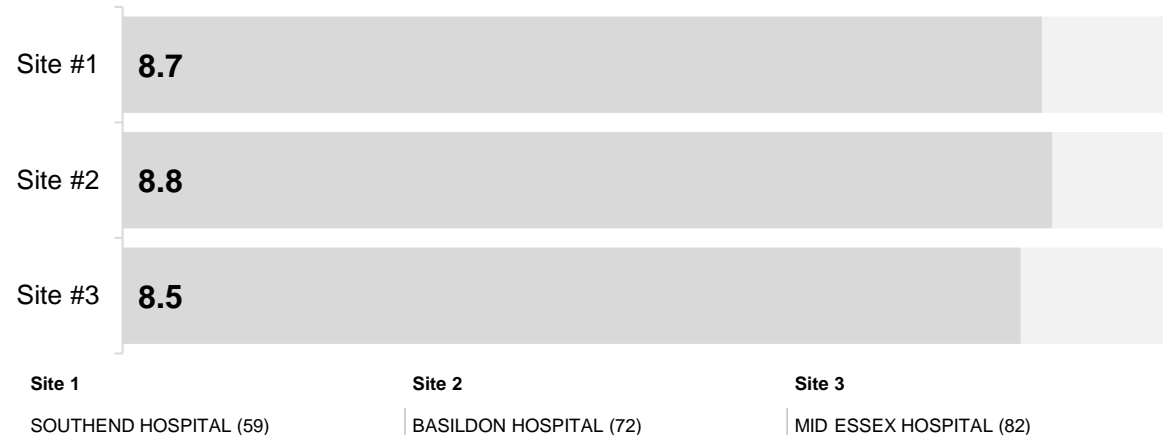 Site #1 8.7
Site #2 8.8
Site #3 8.5
Site 1 Site 2 Site 3
SOUTHEND HOSPITAL (59) BASILDON HOSPITAL (72) MID ESSEX HOSPITAL (82)